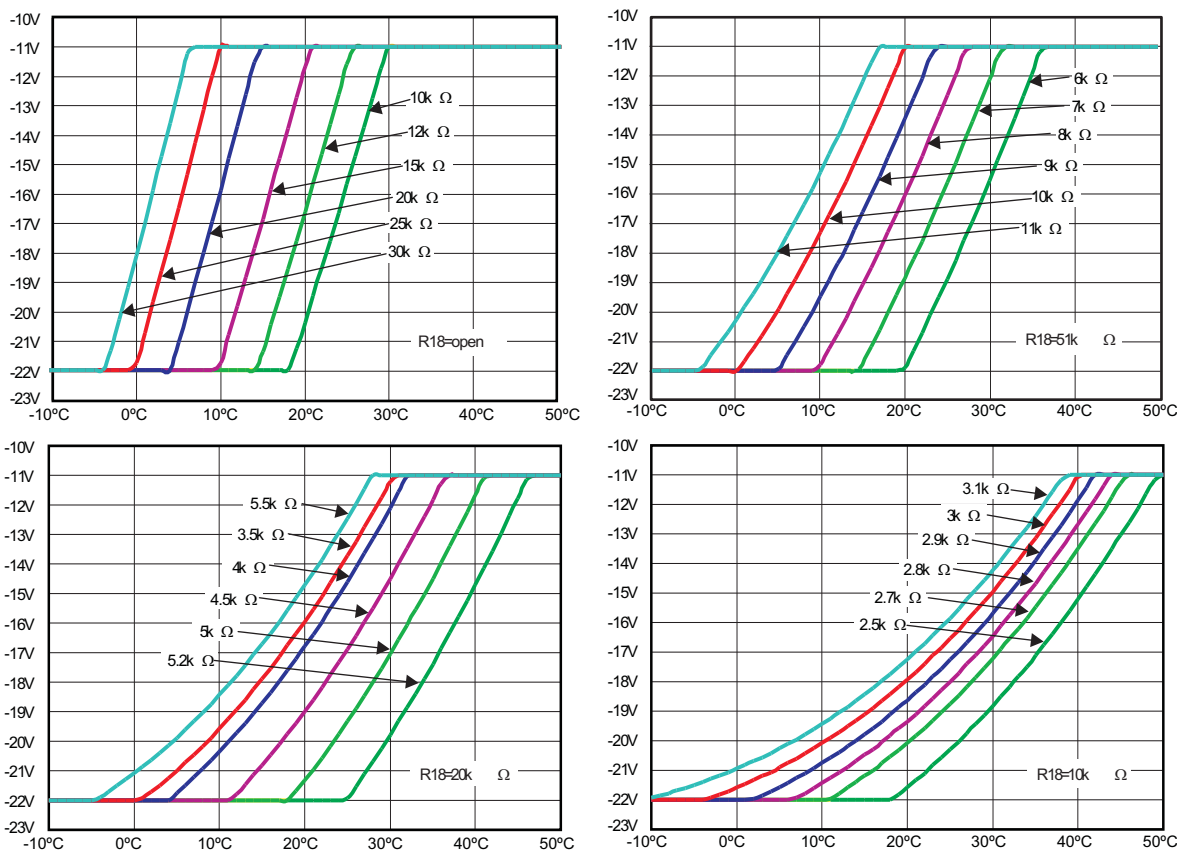 -10V
-11V
-12V
-13V
-14V
-15V
-16V
-17V
-18V
-19V
-20V
-21V
-22V
-23V
10k Ω
12k Ω
15k Ω
20k Ω
25k Ω
30k Ω
R18=open
-10ºC 0ºC 10ºC 20ºC 30ºC 40ºC 50ºC
-10V
-11V
-12V
-13V
-14V
-15V
-16V
-17V
-18V
-19V
-20V
-21V
-22V
-23V
6k Ω
7k Ω
8k Ω
9k Ω
10k Ω
11k Ω
R18=51k Ω
-10ºC 0ºC 10ºC 20ºC 30ºC 40ºC 50ºC
-10V
-11V
-12V
-13V
-14V
-15V
-16V
-17V
-18V
-19V
-20V
-21V
-22V
-23V
5.5k Ω
3.5k Ω
4k Ω
4.5k Ω
5k Ω
5.2k Ω
R18=20k Ω
-10ºC 0ºC 10ºC 20ºC 30ºC 40ºC 50ºC
-10V
-11V
-12V
-13V
-14V
-15V
-16V
-17V
-18V
-19V
-20V
-21V
-22V
-23V
3.1k Ω
3k Ω
2.9k Ω
2.8k Ω
2.7k Ω
2.5k Ω
R18=10k Ω
-10ºC 0ºC 10ºC 20ºC 30ºC 40ºC 50ºC